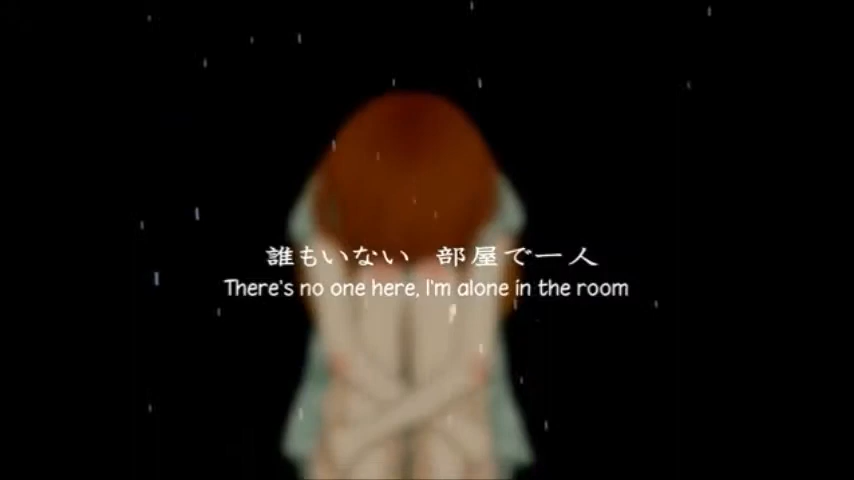 誰もいない　部屋で一人
There's no one here, I'm alone in the room